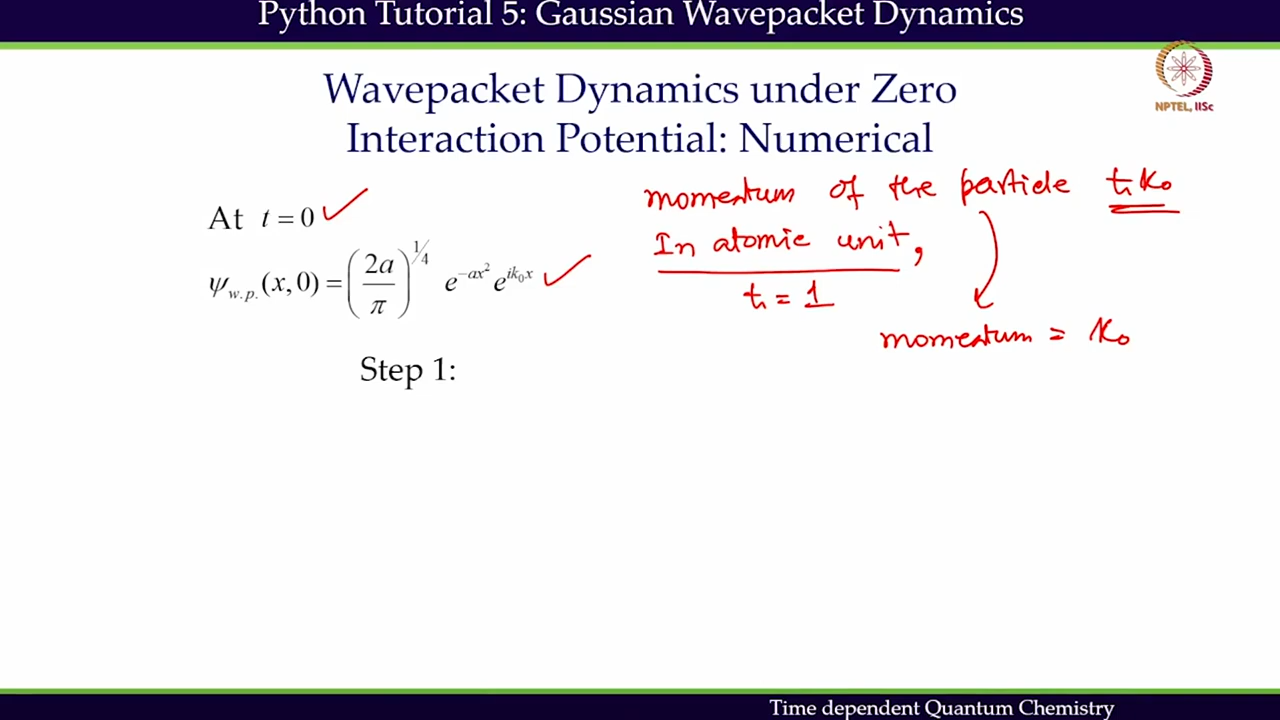 Python Tutorial 5: Gaussian Wavepacket Dynamics
NPTEL, IISc
Wavepacket Dynamics under Zero
Interaction Potential: Numerical
At t = 0 ✓
ψ_{w.p.}(x,0) = (2a/π)^{1/4} e^{-ax²} e^{ik₀x} ✓
Step 1:
momentum of the particle ħk₀
In atomic unit,
ħ = 1
momentum = k₀
Time dependent Quantum Chemistry